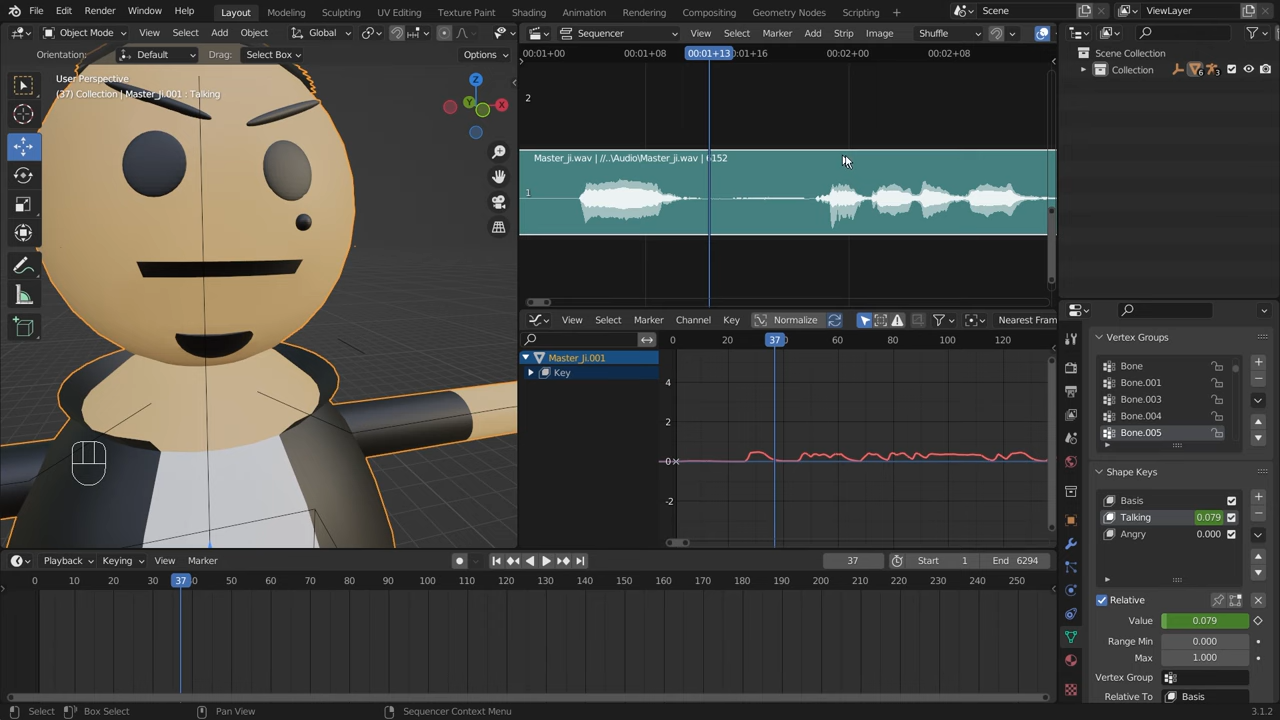 File Edit Render Window Help Layout Modeling Sculpting UV Editing Texture Paint Shading Animation Rendering Compositing Geometry Nodes Scripting + Scene ViewLayer
Object Mode View Select Add Object Global
Sequencer View Select Marker Add Strip Image Shuffle
Orientation: Default Drag: Select Box Options
00:01+00 00:01+08 00:01+13 00:01+16 00:02+00 00:02+08
Scene Collection
Collection 6 3
User Perspective
(37) Collection | Master_Ji.001 : Talking
Z
Y
X
2
Master_ji.wav | //..\Audio\Master_ji.wav | 6152
1
View Select Marker Channel Key Normalize Nearest Fram
0 20 37 60 80 100 120
Master_Ji.001
Key
4
2
0
-2
Vertex Groups
Bone
Bone.001
Bone.003
Bone.004
Bone.005
Shape Keys
Basis
Talking 0.079
Angry 0.000
Relative
Value 0.079
Range Min 0.000
Max 1.000
Vertex Group
Relative To Basis
Playback Keying View Marker 37 Start 1 End 6294
0 10 20 30 37 50 60 70 80 90 100 110 120 130 140 150 160 170 180 190 200 210 220 230 240 250
Select Box Select Pan View Sequencer Context Menu 3.1.2